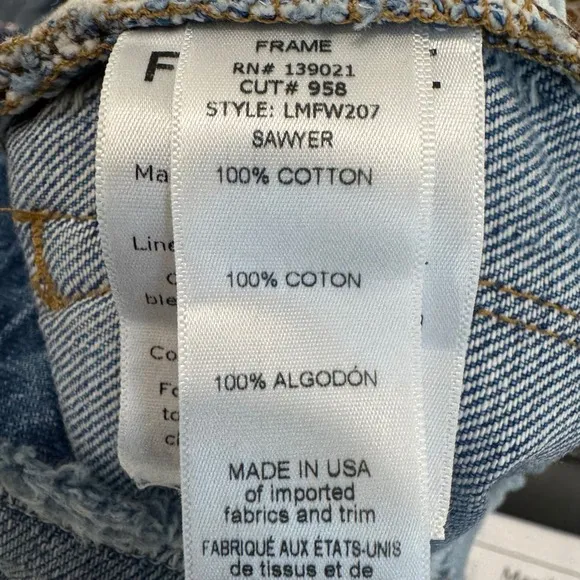 FRAME
RN# 139021
CUT# 958
STYLE: LMFW207
SAWYER
100% COTTON
100% COTON
100% ALGODÓN
MADE IN USA
of imported
fabrics and trim
FABRIQUÉ AUX ÉTATS-UNIS
de tissus et de